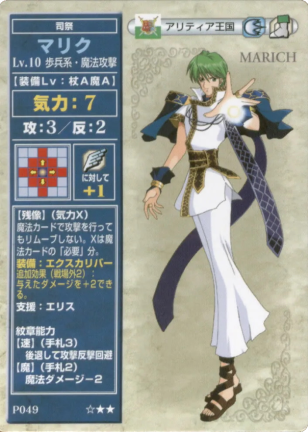 司祭
マリク
Lv.10 歩兵系・魔法攻撃
【装備Lv：杖A魔A】
気力：7
攻：3／反：2
に対して
+1
【残像】（気力X）
魔法カードで攻撃を行って
もリムーブしない。Xは魔
法カードの「必要」分。
装備：エクスカリバー
追加効果（戦場外2）：
与えたダメージを+2でき
る。
支援：エリス
紋章能力
【速】（手札3）
後退して攻撃反撃回避
【魔】（手札2）
魔法ダメージ－2
P049
☆★★
アリティア王国
MARICH